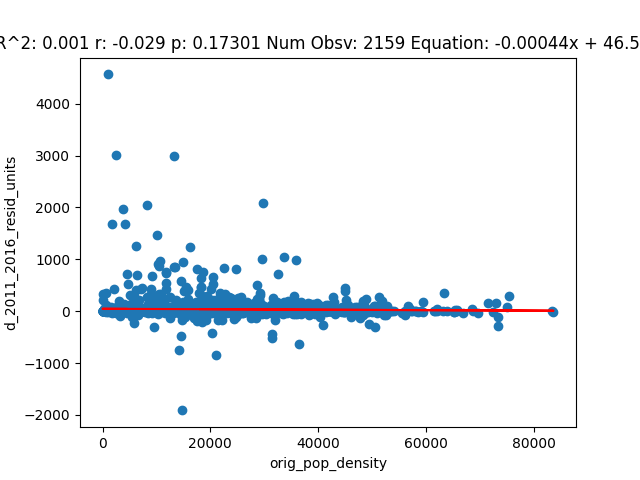 R^2: 0.001 r: -0.029 p: 0.17301 Num Obsv: 2159 Equation: -0.00044x + 46.5
d_2011_2016_resid_units
4000
3000
2000
1000
0
−1000
−2000
0 20000 40000 60000 80000
orig_pop_density